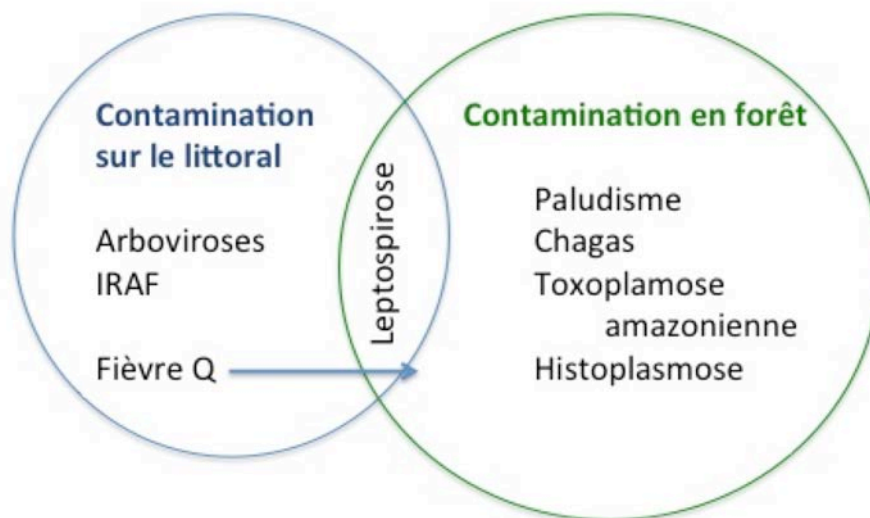 Contamination
sur le littoral
Arboviroses
IRAF
Fièvre Q
Leptospirose
Contamination en forêt
Paludisme
Chagas
Toxoplamose
amazonienne
Histoplasmose